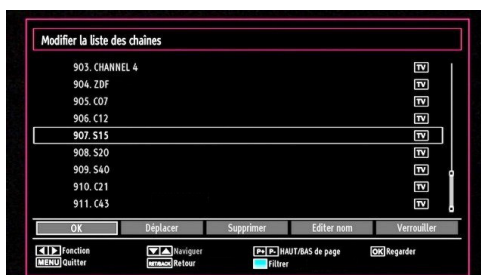 Modifier la liste des chaînes
903. CHANNEL 4 TV
904. ZDF TV
905. C07 TV
906. C12 TV
907. S15 TV
908. S20 TV
909. S40 TV
910. C21 TV
911. C43 TV
OK Déplacer Supprimer Editer nom Verrouiller
Fonction Naviguer P+ P- HAUT/BAS de page OK Regarder
MENU Quitter RET/BACK Retour Filtrer